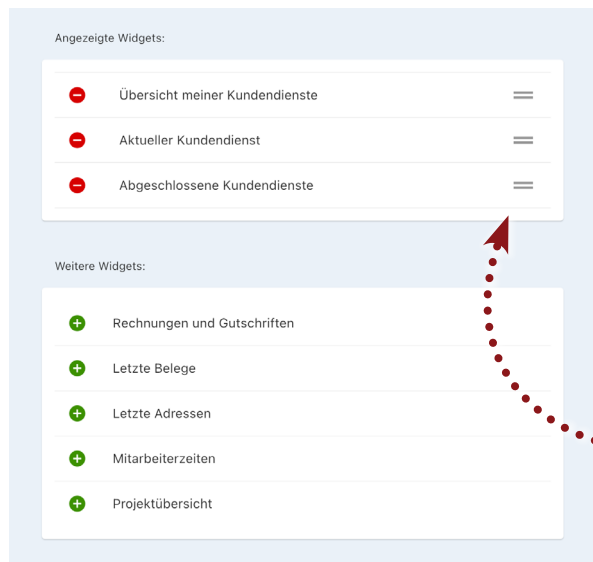 Angezeigte Widgets:
Übersicht meiner Kundendienste
Aktueller Kundendienst
Abgeschlossene Kundendienste
Weitere Widgets:
Rechnungen und Gutschriften
Letzte Belege
Letzte Adressen
Mitarbeiterzeiten
Projektübersicht